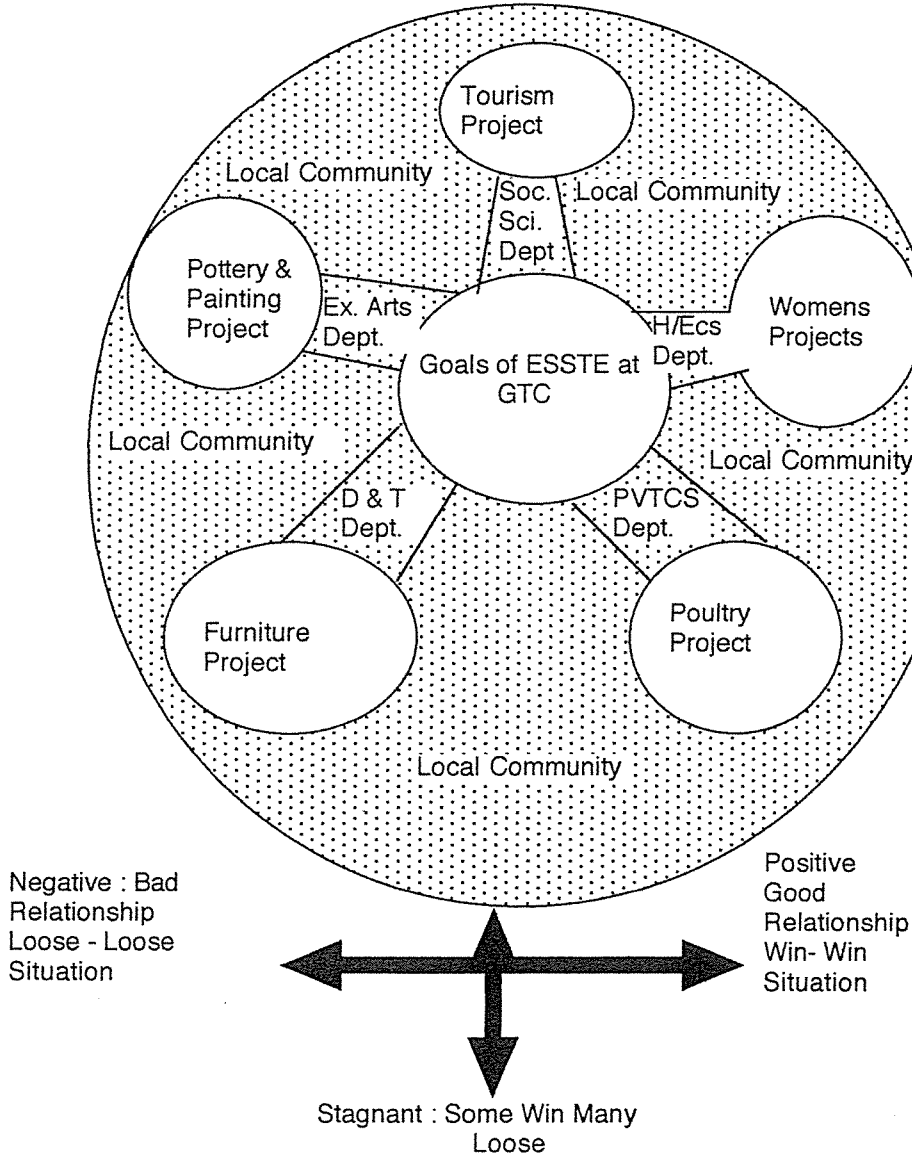 Tourism
Project
Local Community
Soc.
Sci.
Dept
Local Community
Pottery &
Painting
Project
Ex. Arts
Dept.
H/Ecs
Dept.
Womens
Projects
Goals of ESSTE at
GTC
Local Community
Local Community
D & T
Dept.
PVTCS
Dept.
Furniture
Project
Poultry
Project
Local Community
Negative : Bad
Relationship
Loose - Loose
Situation
Positive
Good
Relationship
Win- Win
Situation
Stagnant : Some Win Many
Loose